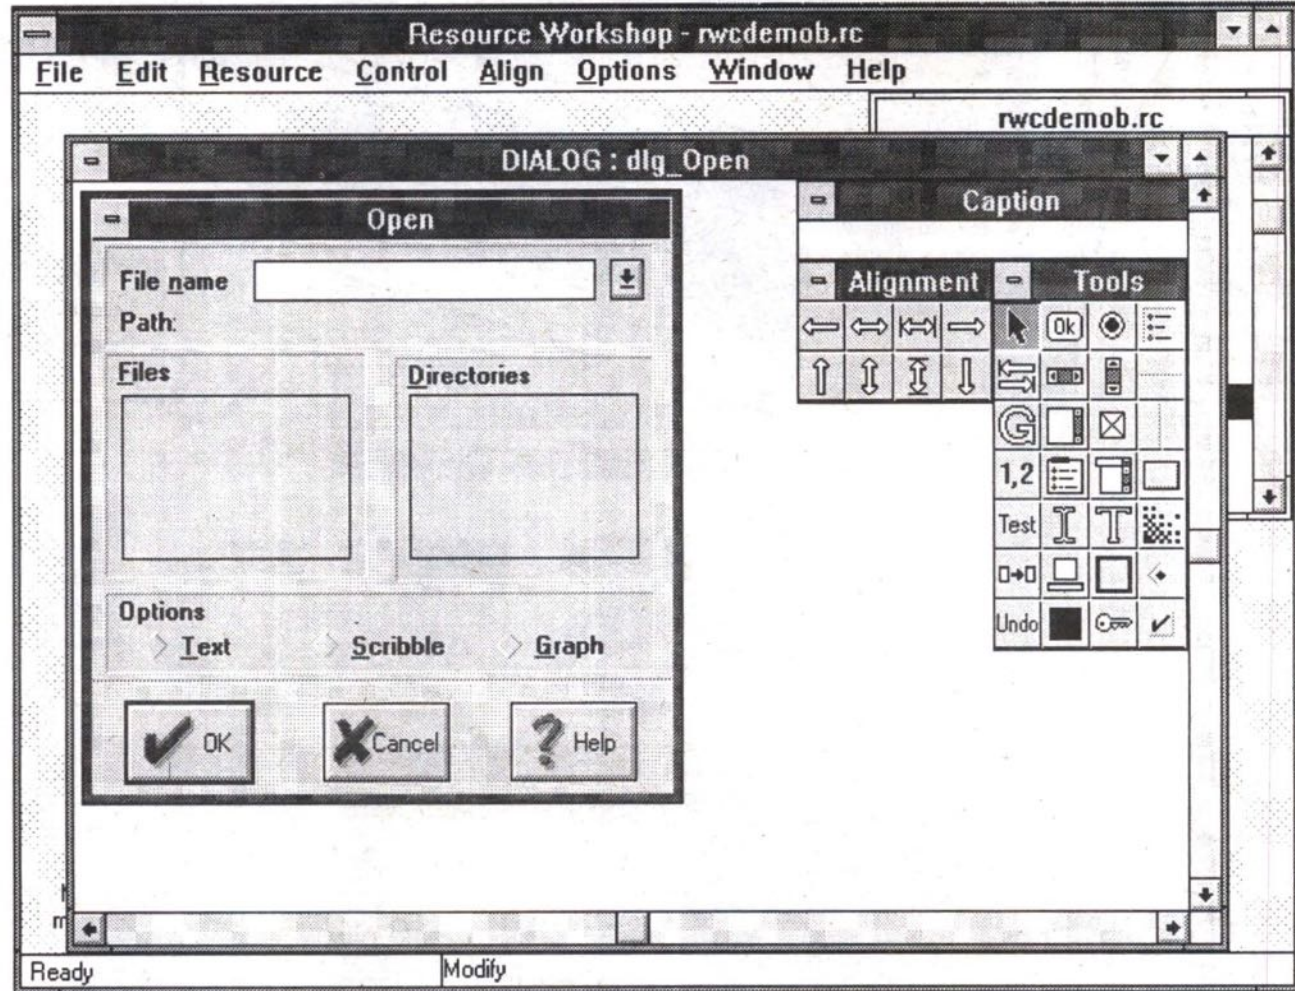 Resource Workshop - rwcdemob.rc
File Edit Resource Control Align Options Window Help
rwcdemob.rc
DIALOG : dlg_Open
Caption
Open
Alignment
Tools
File name
Path:
Ok
Files
Directories
G
1,2
Test
T
Options
Text Scribble Graph
Undo
OK
Cancel
? Help
Ready
Modify